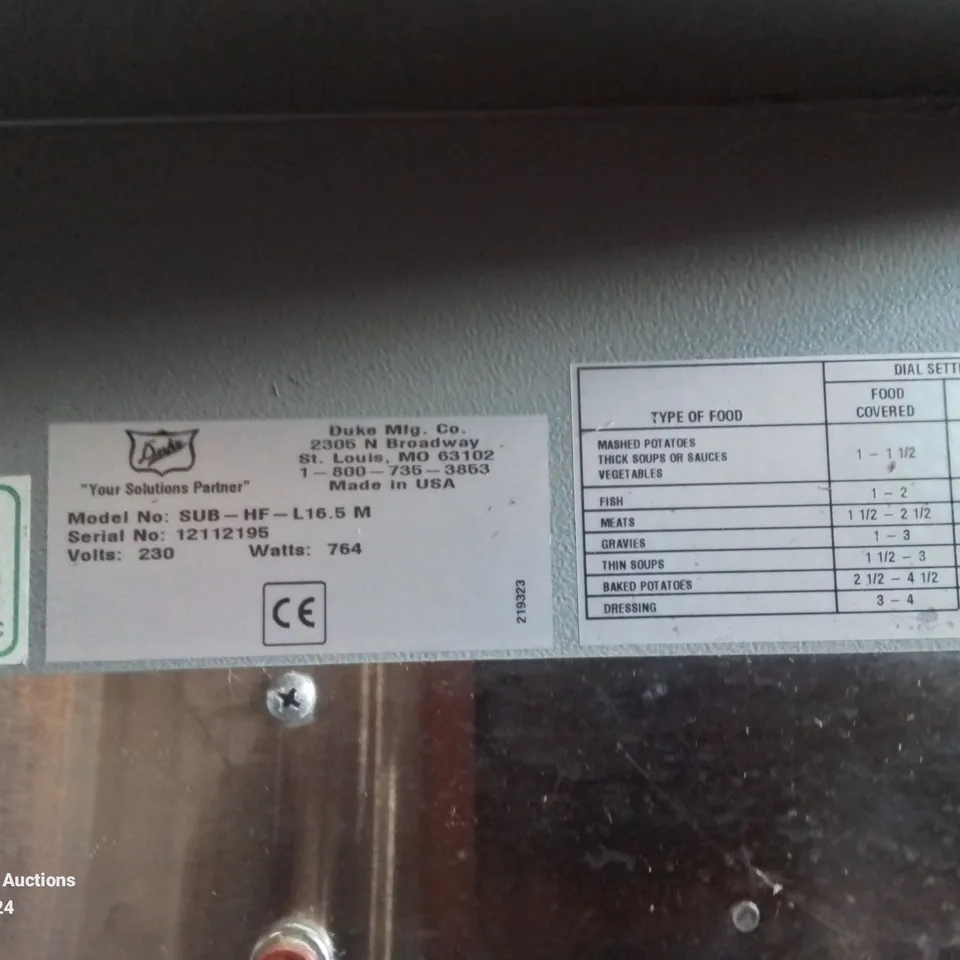 Duke
"Your Solutions Partner"
Duke Mfg. Co.
2305 N Broadway
St. Louis, MO 63102
1-800-735-3853
Made in USA
Model No: SUB-HF-L16.5 M
Serial No: 12112195
Volts: 230 Watts: 764
CE
219323
DIAL SETTI
TYPE OF FOOD
FOOD
COVERED
MASHED POTATOES
THICK SOUPS OR SAUCES
VEGETABLES
1 - 1 1/2
FISH 1 - 2
MEATS 1 1/2 - 2 1/2
GRAVIES 1 - 3
THIN SOUPS 1 1/2 - 3
BAKED POTATOES 2 1/2 - 4 1/2
DRESSING 3 - 4
Auctions
24